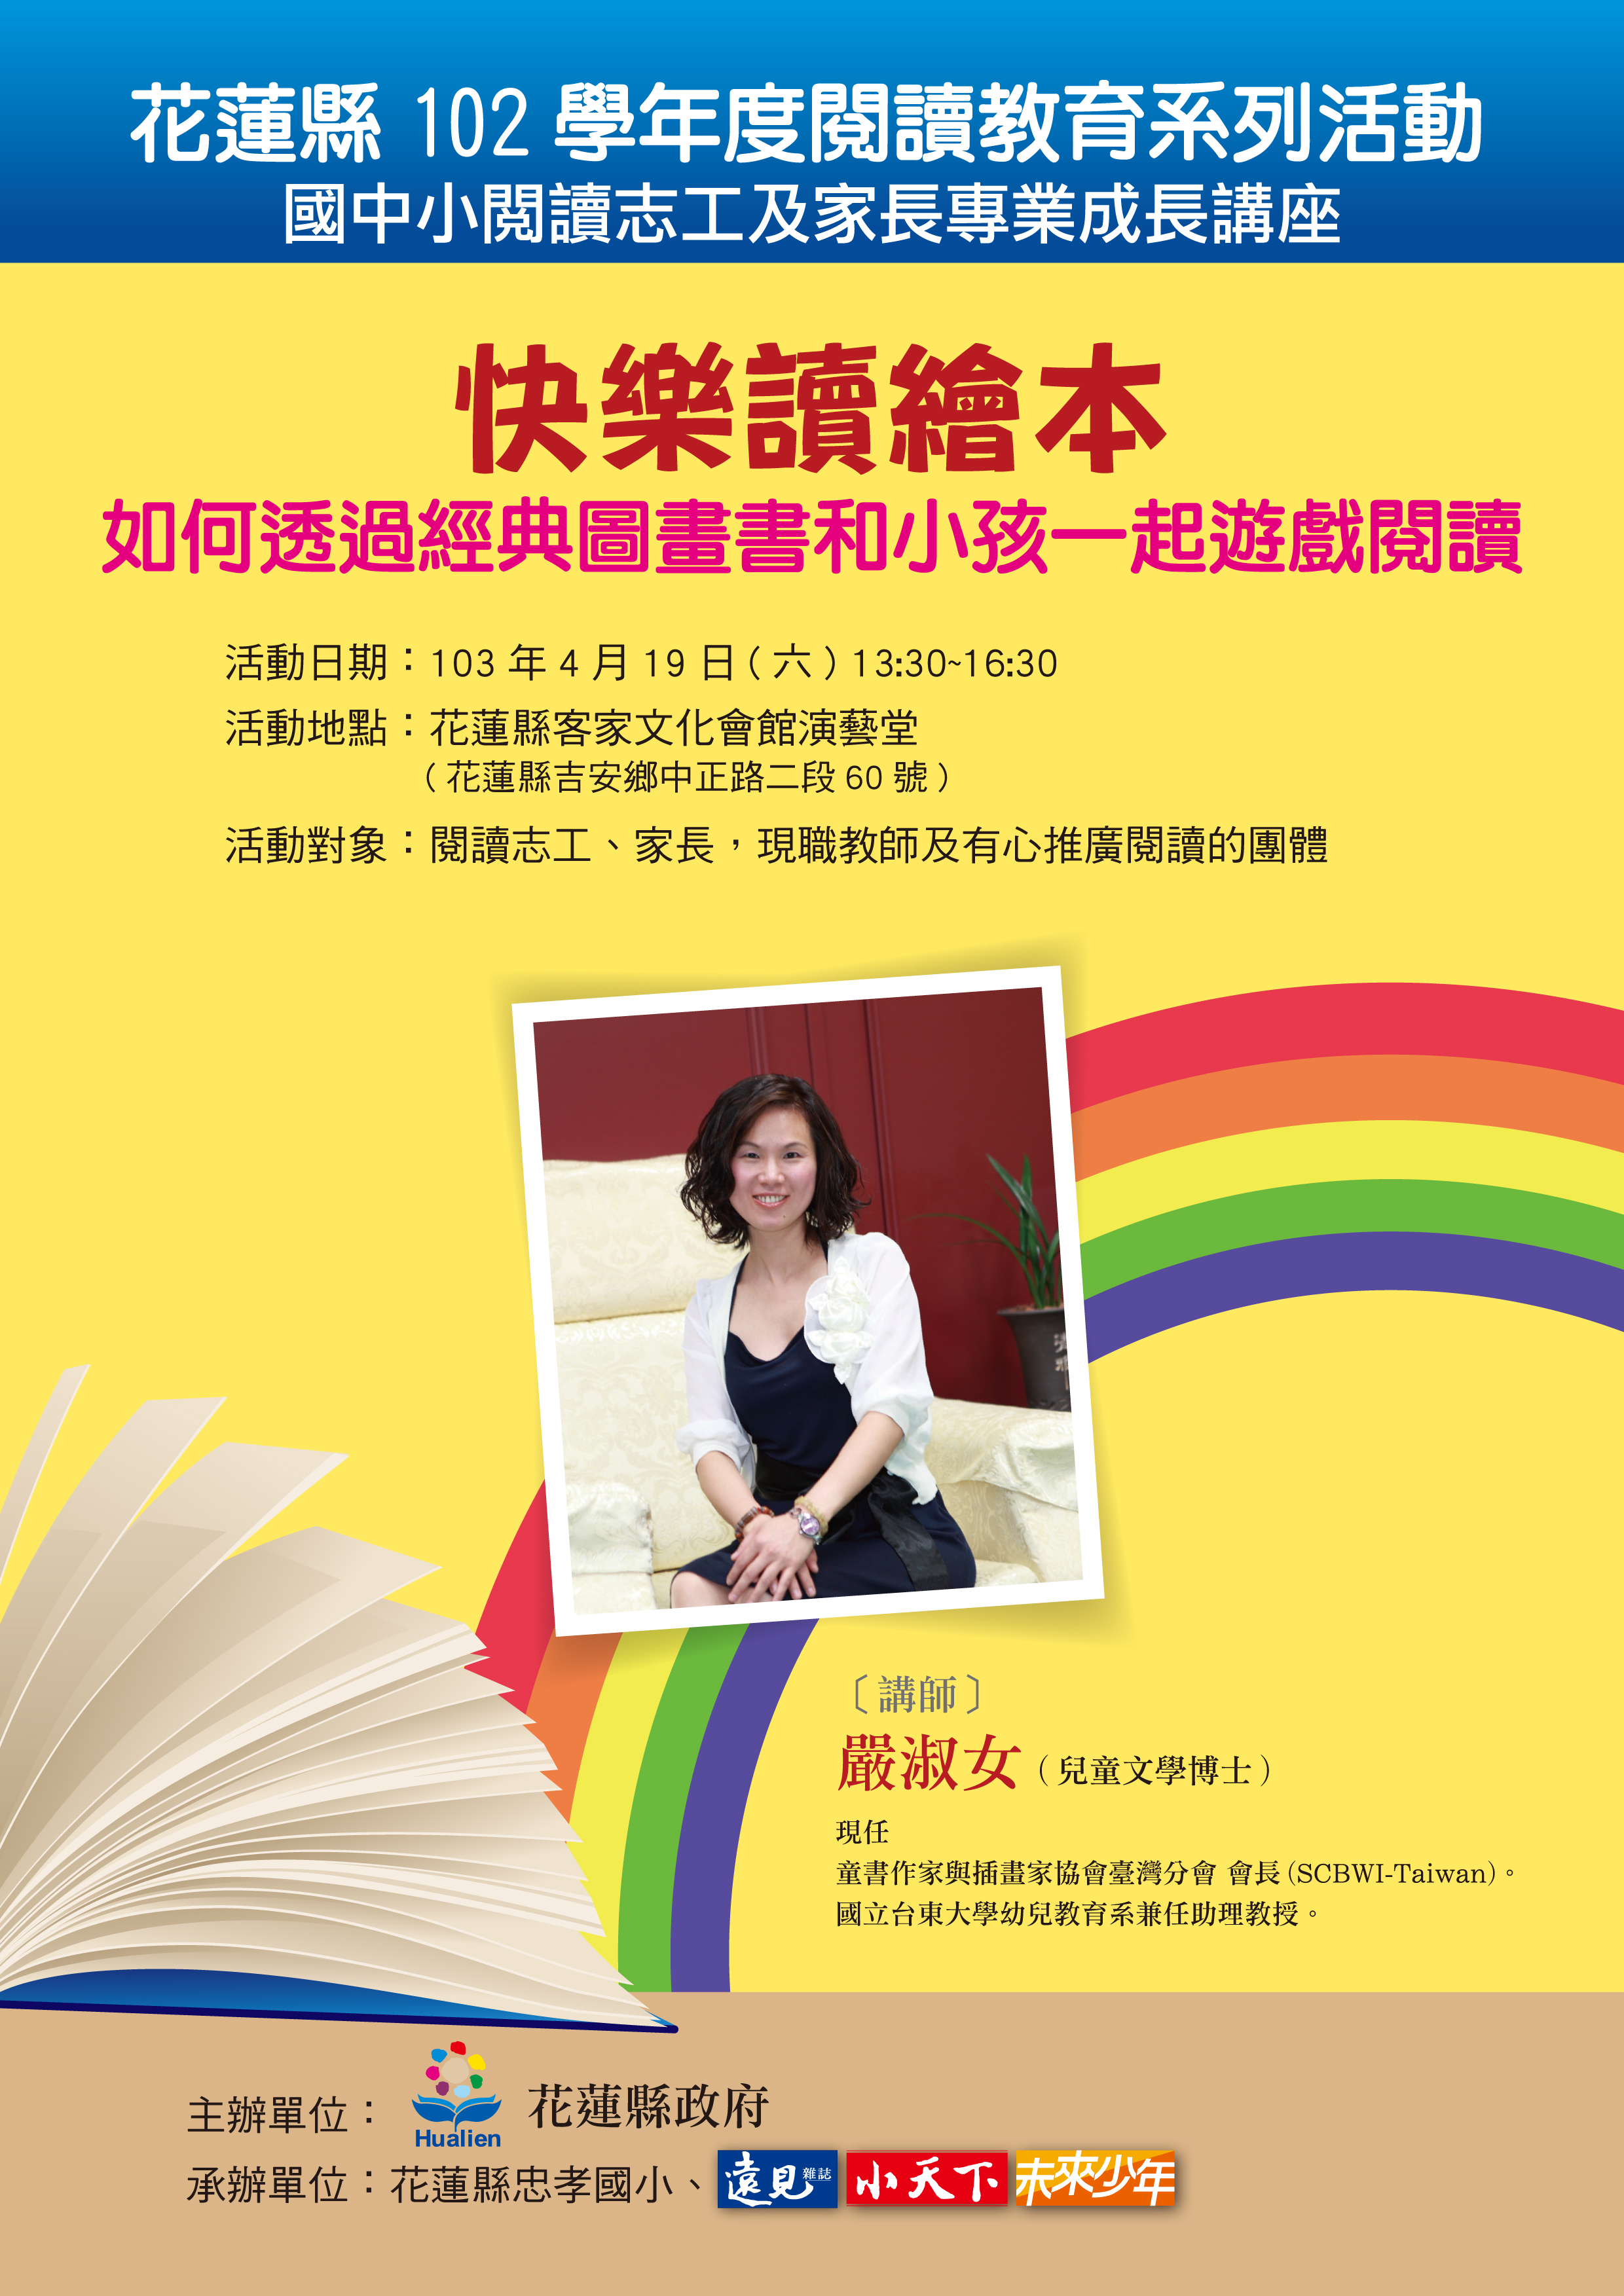 花蓮縣 102 學年度閱讀教育系列活動
國中小閱讀志工及家長專業成長講座
快樂讀繪本
如何透過經典圖畫書和小孩一起遊戲閱讀
活動日期：103 年 4 月 19 日（六）13:30~16:30
活動地點：花蓮縣客家文化會館演藝堂
（花蓮縣吉安鄉中正路二段 60 號）
活動對象：閱讀志工、家長，現職教師及有心推廣閱讀的團體
〔講師〕
嚴淑女（兒童文學博士）
現任
童書作家與插畫家協會臺灣分會 會長（SCBWI-Taiwan）。
國立台東大學幼兒教育系兼任助理教授。
主辦單位： Hualien 花蓮縣政府
承辦單位：花蓮縣忠孝國小、遠見雜誌 小天下 未來少年